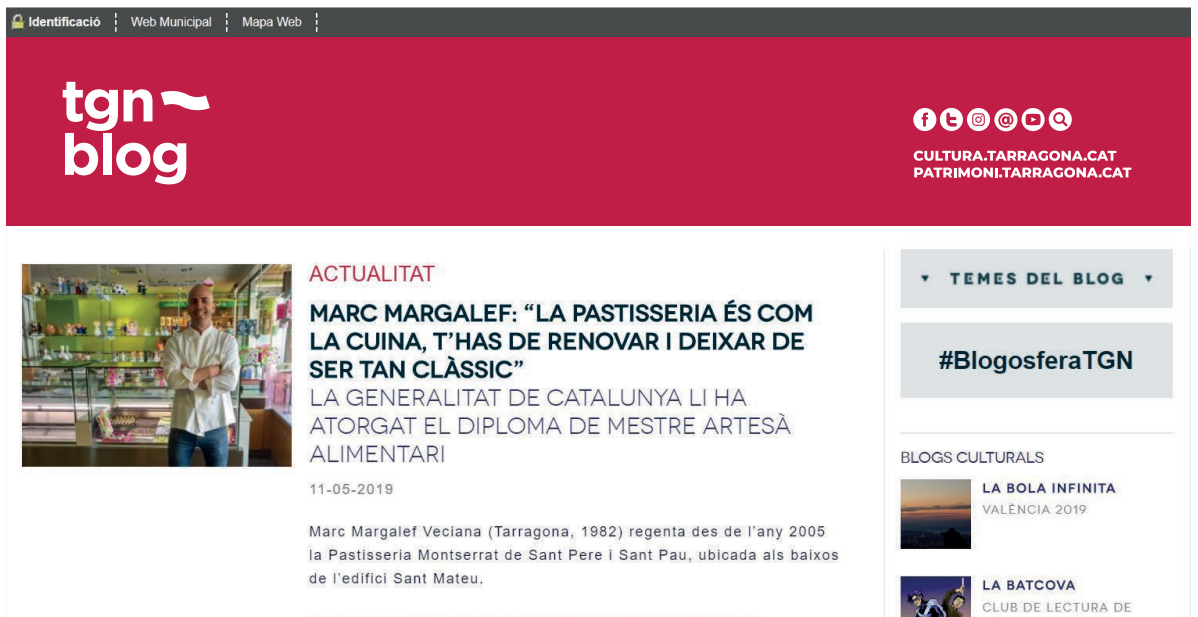 Identificació
Web Municipal
Mapa Web
tgn
blog
CULTURA.TARRAGONA.CAT
PATRIMONI.TARRAGONA.CAT
ACTUALITAT
MARC MARGALEF: “LA PASTISSERIA ÉS COM
LA CUINA, T’HAS DE RENOVAR I DEIXAR DE
SER TAN CLÀSSIC”
LA GENERALITAT DE CATALUNYA LI HA
ATORGAT EL DIPLOMA DE MESTRE ARTESÀ
ALIMENTARI
11-05-2019
Marc Margalef Veciana (Tarragona, 1982) regenta des de l’any 2005
la Pastisseria Montserrat de Sant Pere i Sant Pau, ubicada als baixos
de l’edifici Sant Mateu.
TEMES DEL BLOG
#BlogosferaTGN
BLOGS CULTURALS
LA BOLA INFINITA
VALÈNCIA 2019
LA BATCOVA
CLUB DE LECTURA DE